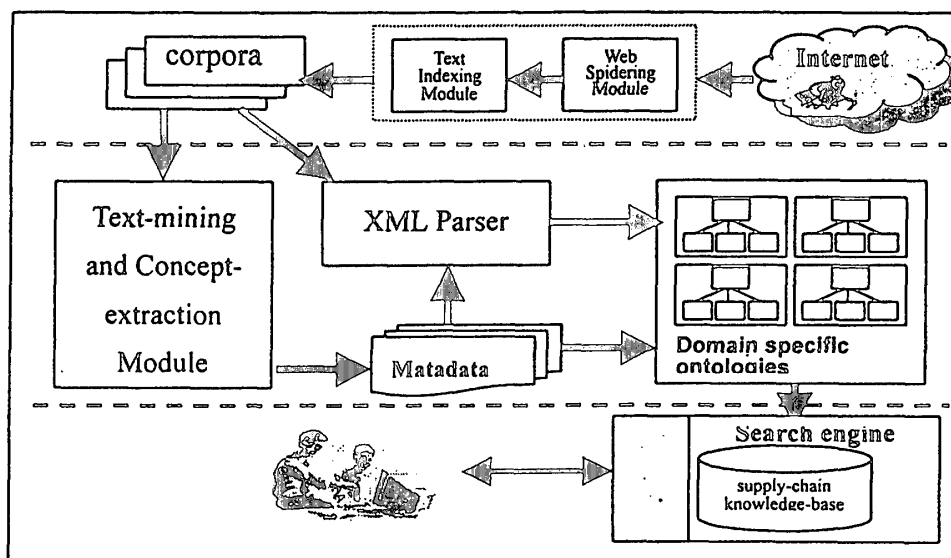 corpora
Text
Indexing
Module
Web
Spidering
Module
Internet
Text-mining
and Concept-
extraction
Module
XML Parser
Matadata
Domain specific
ontologies
Search engine
supply-chain
knowledge-base